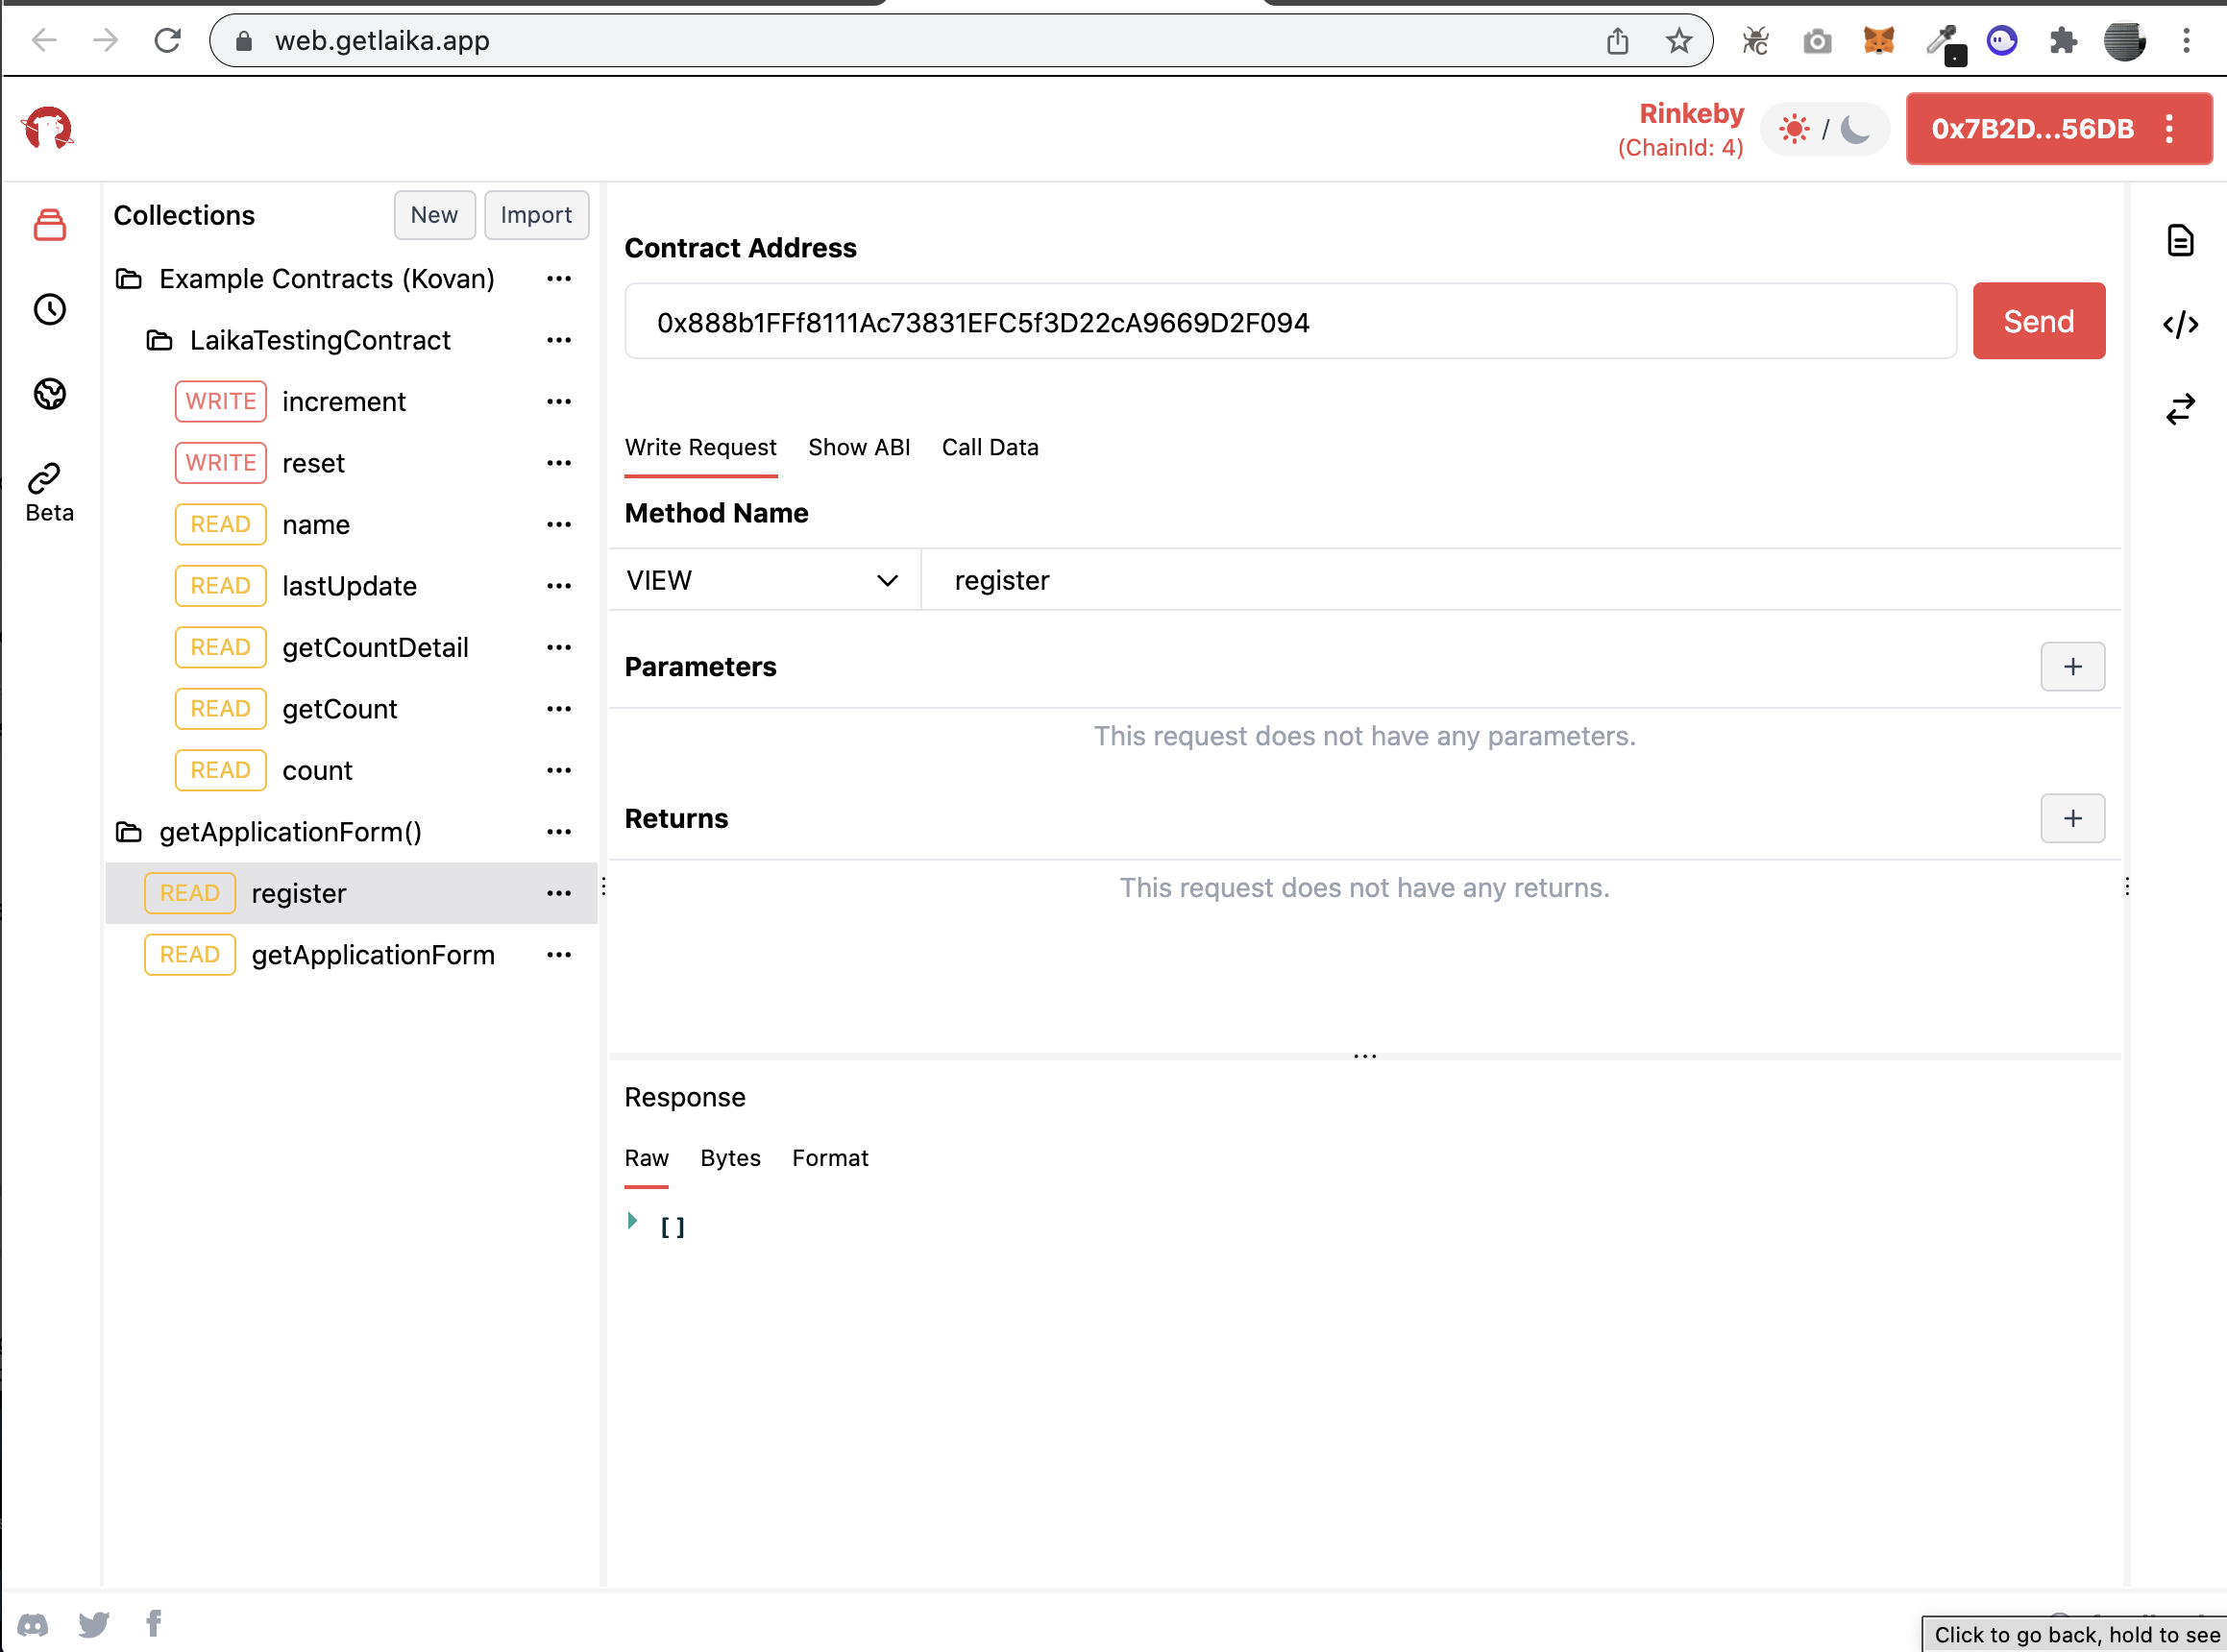 web.getlaika.app
Rinkeby
(ChainId: 4)
/
0x7B2D...56DB
Collections
New
Import
Example Contracts (Kovan)
LaikaTestingContract
WRITE increment
WRITE reset
READ name
READ lastUpdate
READ getCountDetail
READ getCount
READ count
getApplicationForm()
READ register
READ getApplicationForm
Beta
Contract Address
0x888b1FFf8111Ac73831EFC5f3D22cA9669D2F094
Send
Write Request
Show ABI
Call Data
Method Name
VIEW
register
Parameters
+
This request does not have any parameters.
Returns
+
This request does not have any returns.
Response
Raw
Bytes
Format
[]
Click to go back, hold to see